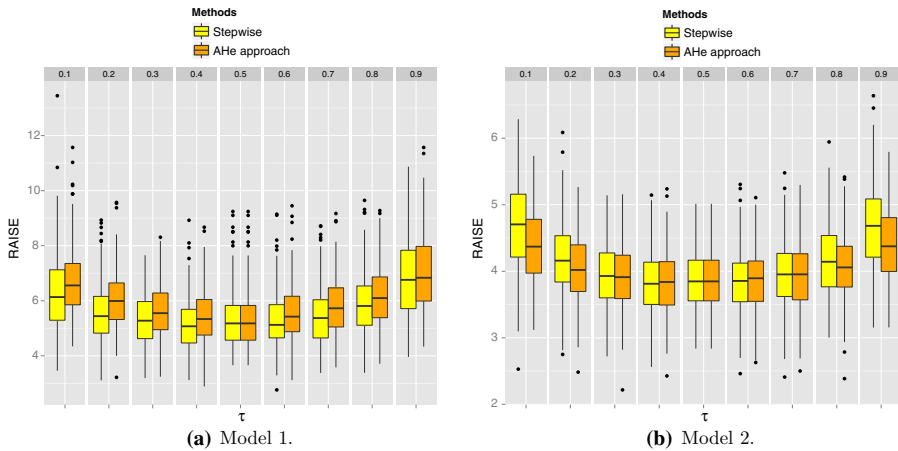 Methods
Stepwise
AHe approach
0.1 0.2 0.3 0.4 0.5 0.6 0.7 0.8 0.9
RAISE
12
10
8
6
4
τ
(a) Model 1.
Methods
Stepwise
AHe approach
0.1 0.2 0.3 0.4 0.5 0.6 0.7 0.8 0.9
RAISE
6
5
4
3
2
τ
(b) Model 2.